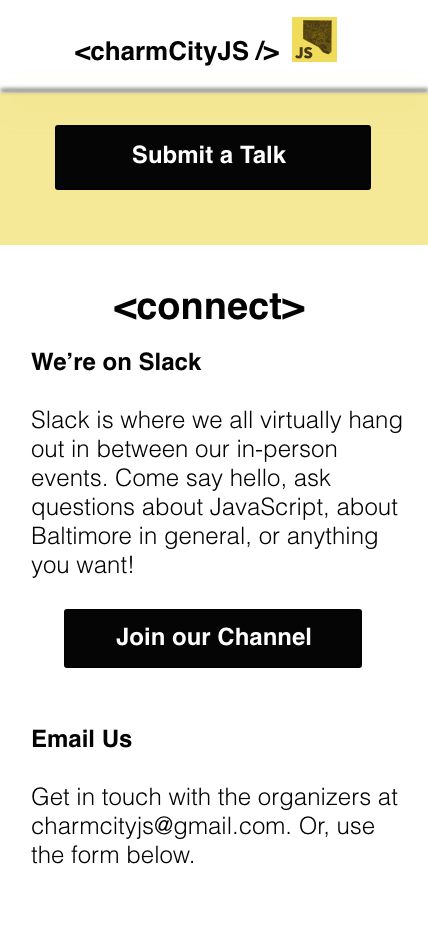 <charmCityJS />
JS
Submit a Talk
<connect>
We’re on Slack
Slack is where we all virtually hang
out in between our in-person
events. Come say hello, ask
questions about JavaScript, about
Baltimore in general, or anything
you want!
Join our Channel
Email Us
Get in touch with the organizers at
charmcityjs@gmail.com. Or, use
the form below.